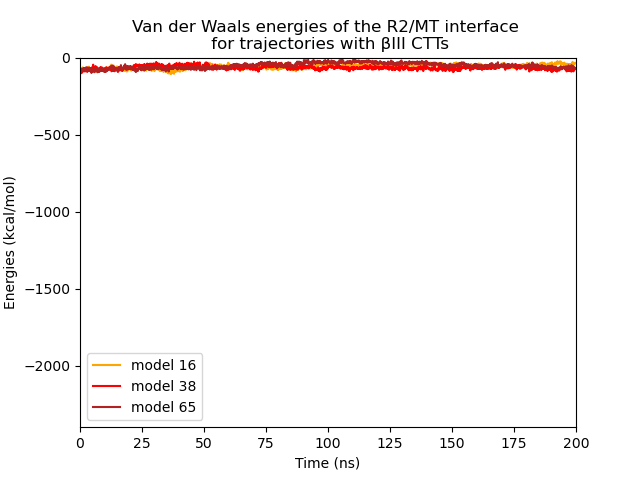 Van der Waals energies of the R2/MT interface
for trajectories with βIII CTTs
Energies (kcal/mol)
0
−500
−1000
−1500
−2000
model 16
model 38
model 65
0 25 50 75 100 125 150 175 200
Time (ns)